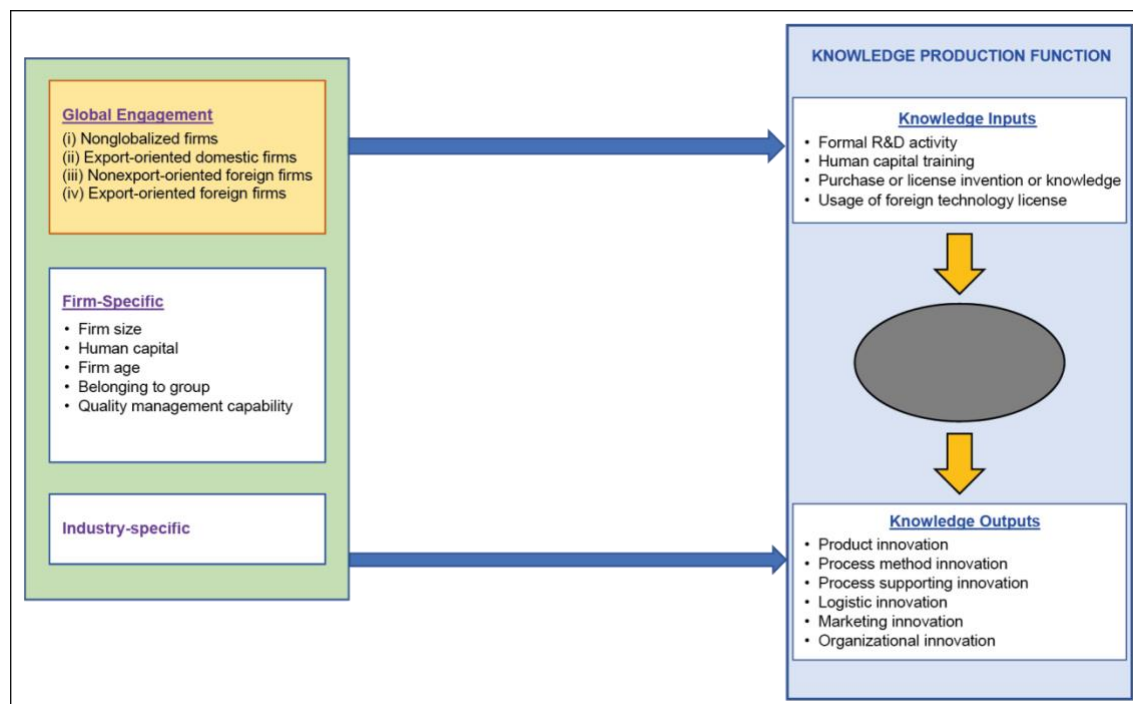 Global Engagement
(i) Nonglobalized firms
(ii) Export-oriented domestic firms
(iii) Nonexport-oriented foreign firms
(iv) Export-oriented foreign firms
Firm-Specific
• Firm size
• Human capital
• Firm age
• Belonging to group
• Quality management capability
Industry-specific
KNOWLEDGE PRODUCTION FUNCTION
Knowledge Inputs
• Formal R&D activity
• Human capital training
• Purchase or license invention or knowledge
• Usage of foreign technology license
Knowledge Outputs
• Product innovation
• Process method innovation
• Process supporting innovation
• Logistic innovation
• Marketing innovation
• Organizational innovation